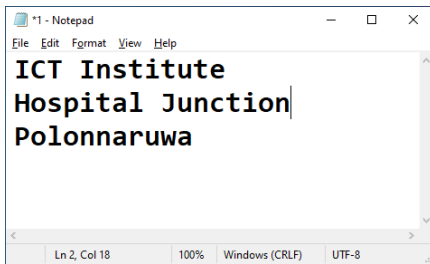 *1 - Notepad
File Edit Format View Help
ICT Institute
Hospital Junction
Polonnaruwa
Ln 2, Col 18 100% Windows (CRLF) UTF-8